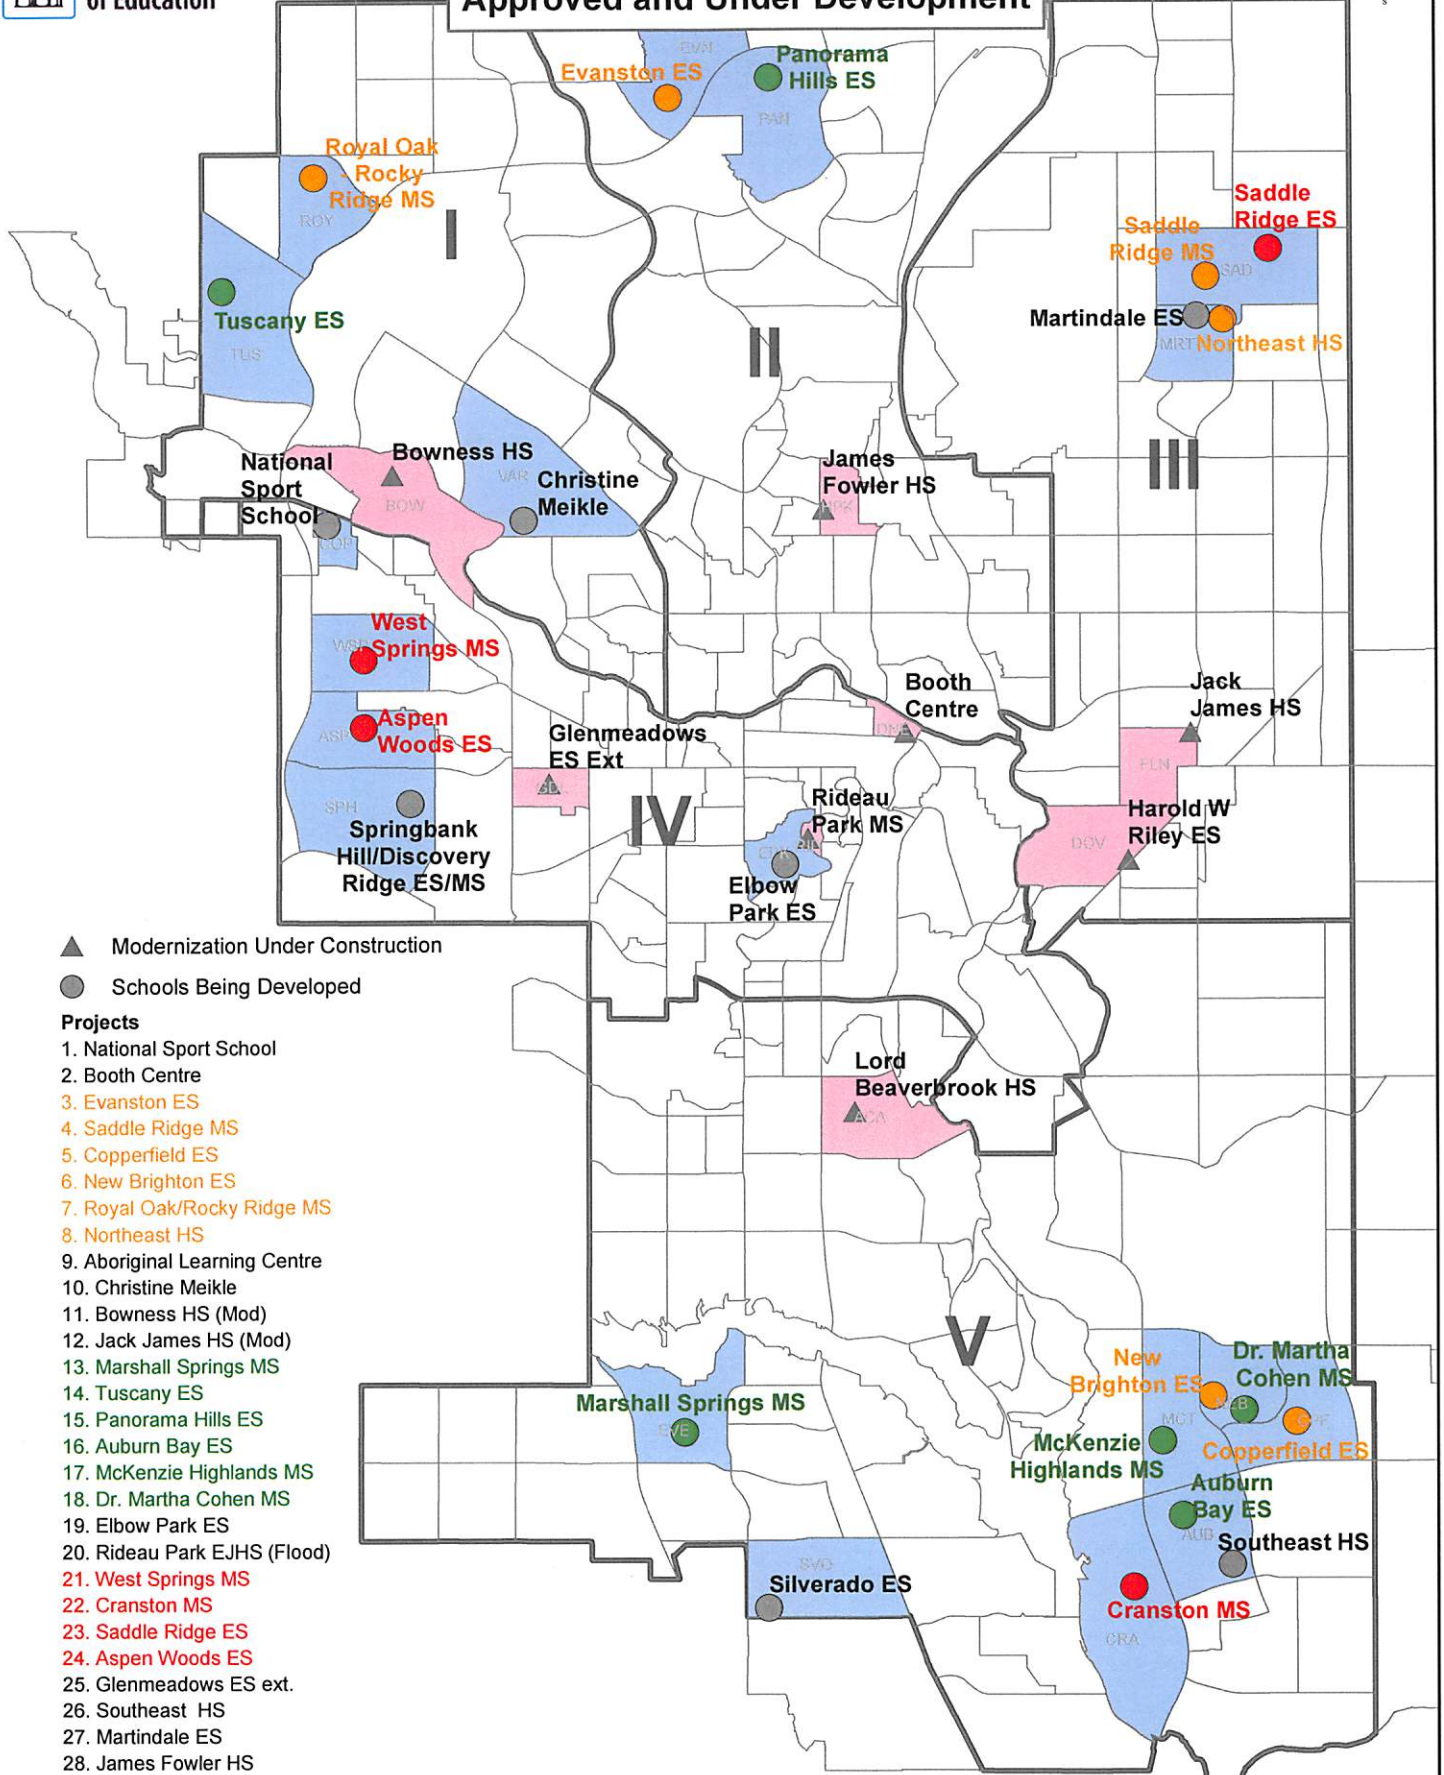 of Education
Approved and Under Development
EVN
Evanston ES
Panorama
Hills ES
PAN
Royal Oak
- Rocky
Ridge MS
ROY
I
Saddle
Ridge ES
Saddle
Ridge MS
SAD
Tuscany ES
TUS
Martindale ES
MRT
Northeast HS
II
III
National
Sport
School
COP
Bowness HS
BOW
VAR
Christine
Meikle
James
Fowler HS
HPK
West
Springs MS
WSP
Aspen
Woods ES
ASP
Booth
Centre
DNE
Jack
James HS
FLN
Glenmeadows
ES Ext
GL
IV
SPH
Springbank
Hill/Discovery
Ridge ES/MS
Rideau
Park MS
RID
EPK
Elbow
Park ES
Harold W
Riley ES
DOV
Modernization Under Construction
Schools Being Developed
Projects
1. National Sport School
2. Booth Centre
3. Evanston ES
4. Saddle Ridge MS
5. Copperfield ES
6. New Brighton ES
7. Royal Oak/Rocky Ridge MS
8. Northeast HS
9. Aboriginal Learning Centre
10. Christine Meikle
11. Bowness HS (Mod)
12. Jack James HS (Mod)
13. Marshall Springs MS
14. Tuscany ES
15. Panorama Hills ES
16. Auburn Bay ES
17. McKenzie Highlands MS
18. Dr. Martha Cohen MS
19. Elbow Park ES
20. Rideau Park EJHS (Flood)
21. West Springs MS
22. Cranston MS
23. Saddle Ridge ES
24. Aspen Woods ES
25. Glenmeadows ES ext.
26. Southeast HS
27. Martindale ES
28. James Fowler HS
Lord
Beaverbrook HS
ACA
V
Marshall Springs MS
EVE
New
Brighton ES
NEB
Dr. Martha
Cohen MS
MCT
CPF
McKenzie
Highlands MS
Copperfield ES
Auburn
Bay ES
AUB
Southeast HS
SVO
Silverado ES
Cranston MS
CRA